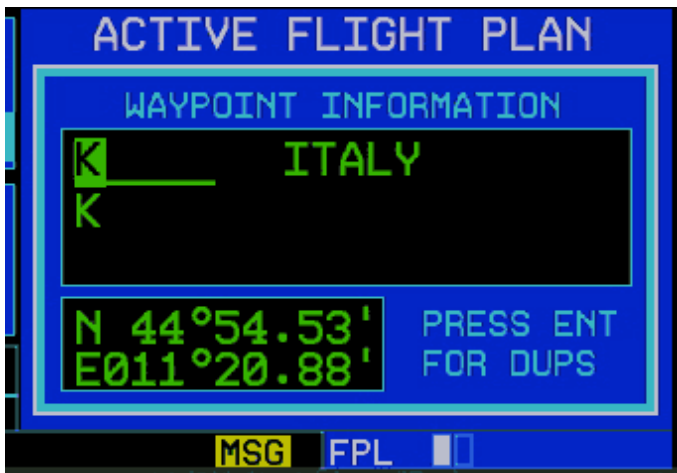 ACTIVE FLIGHT PLAN
WAYPOINT INFORMATION
K ITALY
K
N 44°54.53'
E011°20.88'
PRESS ENT
FOR DUPS
MSG FPL